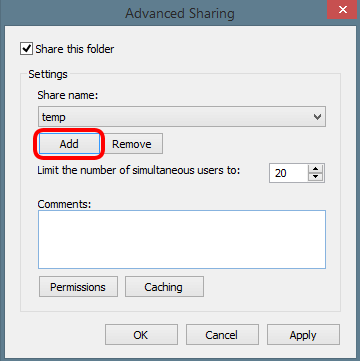 Advanced Sharing
Share this folder
Settings
Share name:
temp
Add Remove
Limit the number of simultaneous users to: 20
Comments:
Permissions Caching
OK Cancel Apply